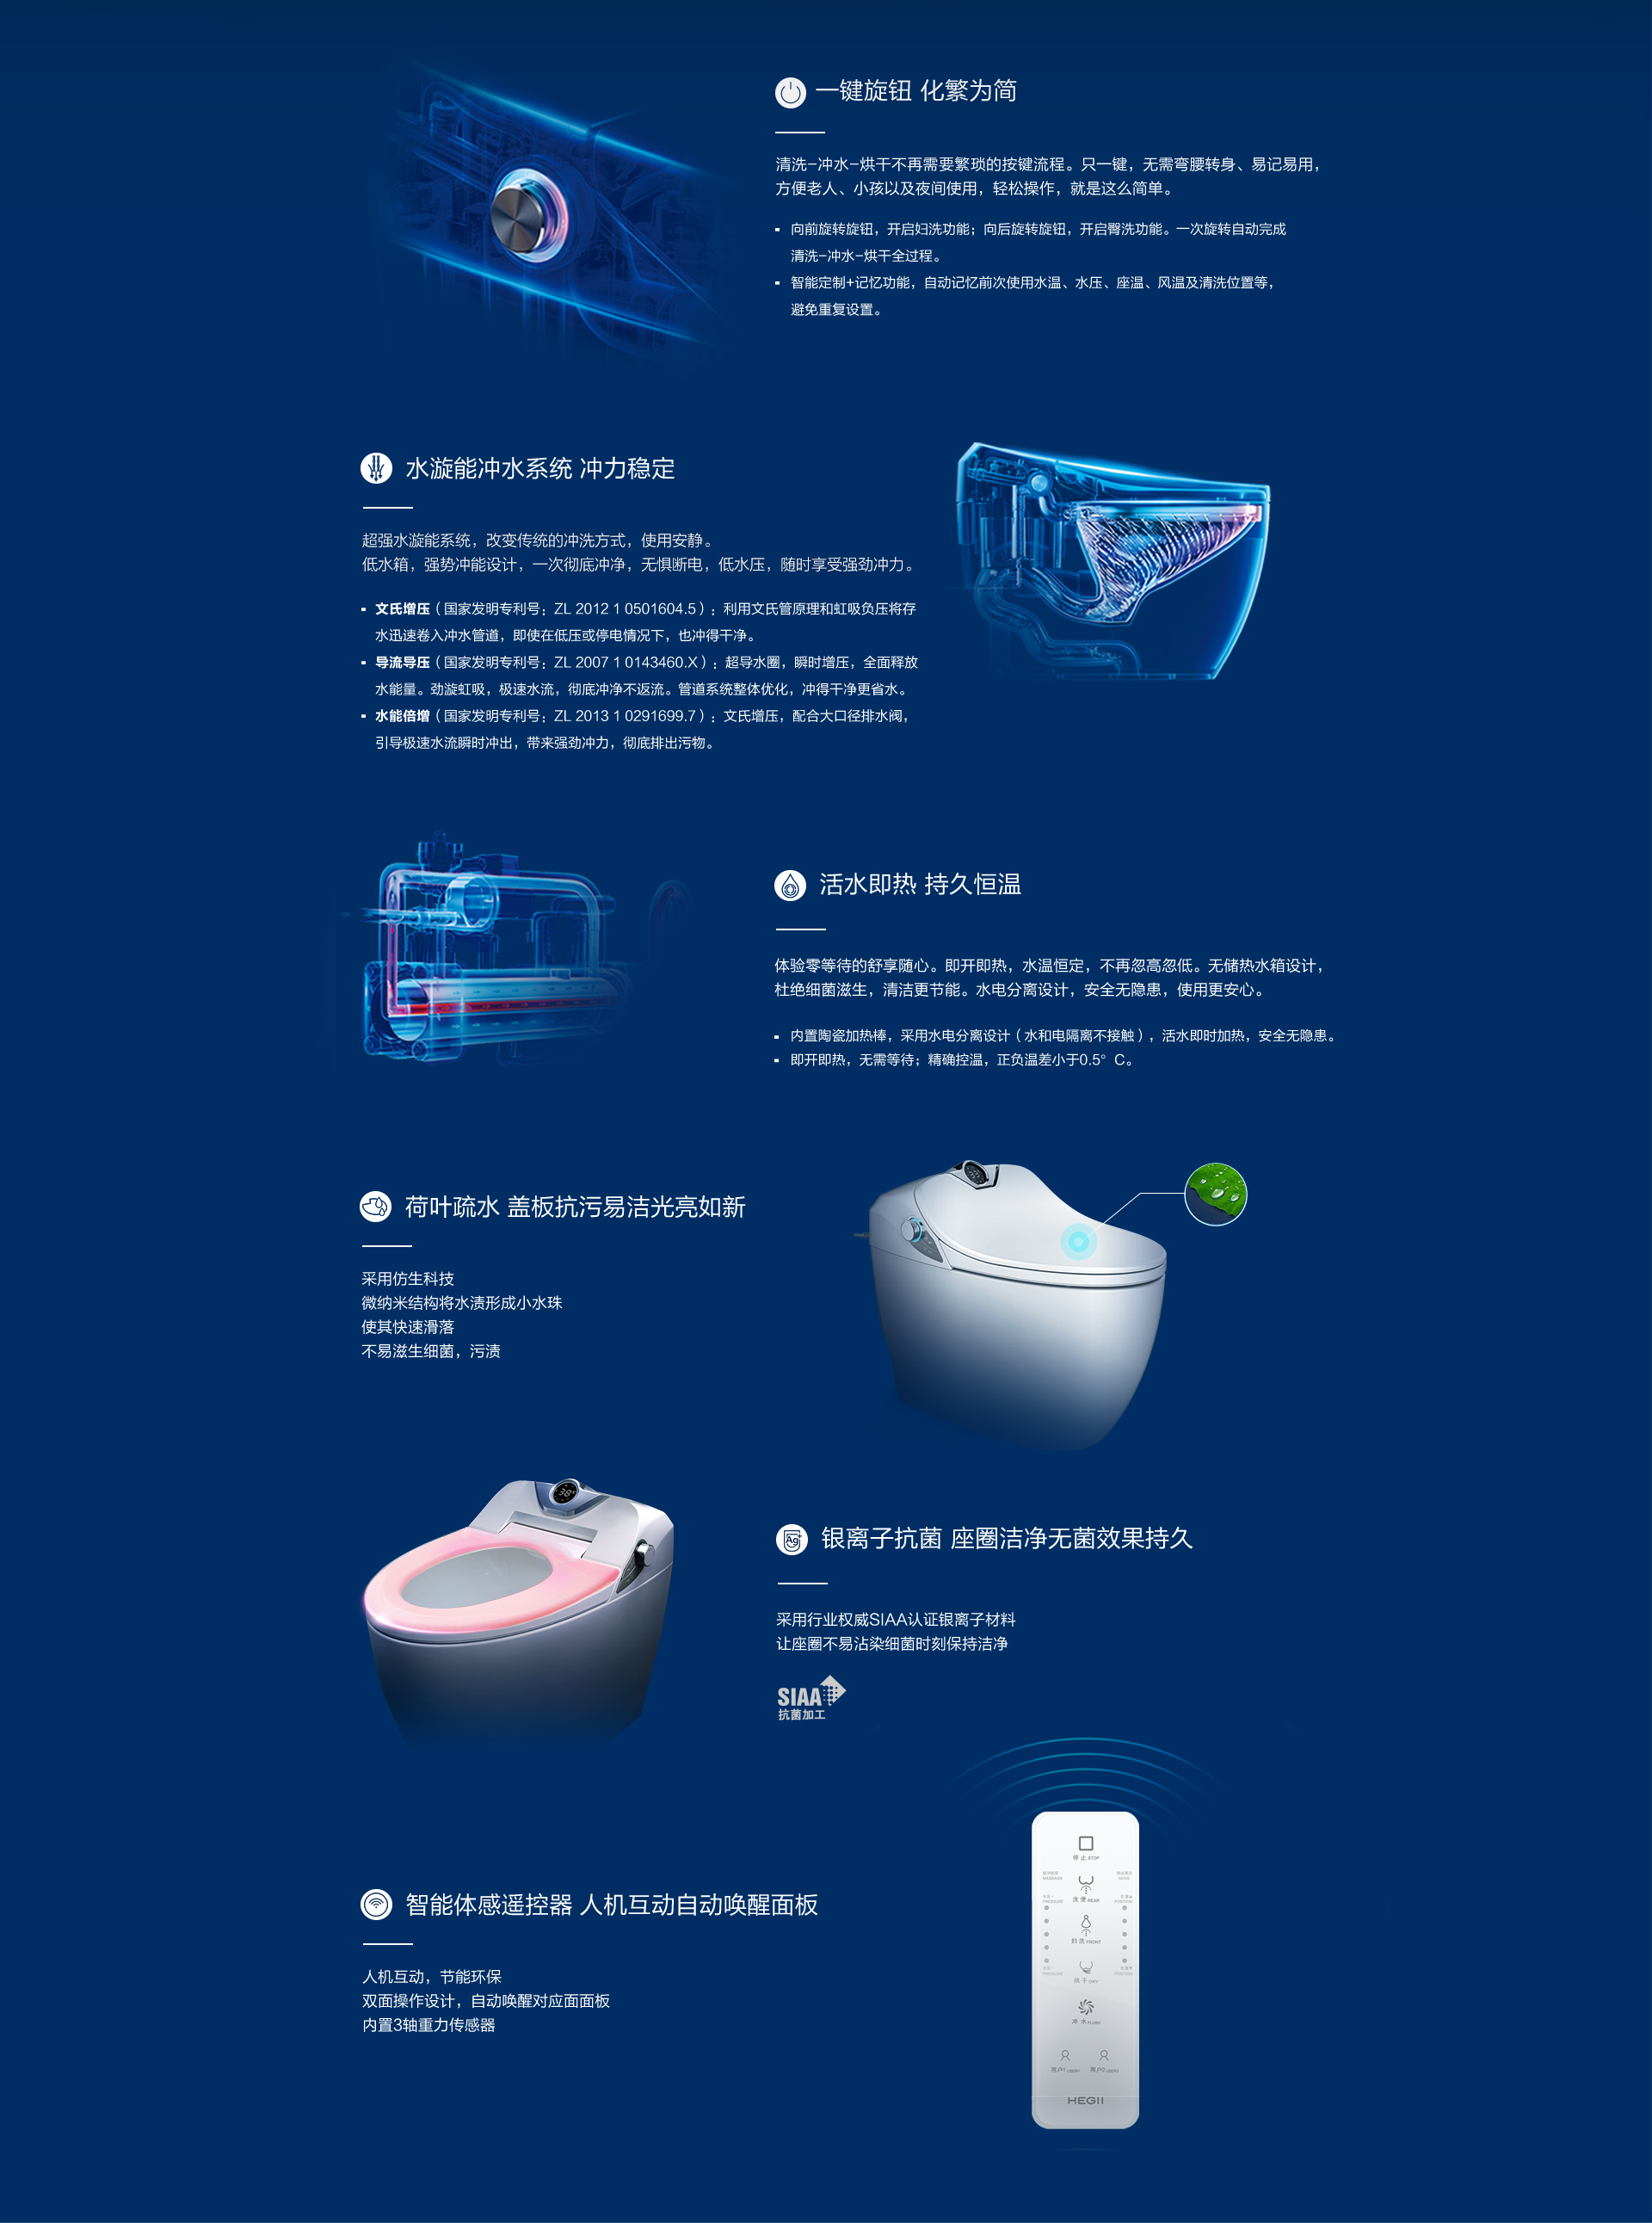 一键旋钮 化繁为简
清洗-冲水-烘干不再需要繁琐的按键流程。只一键，无需弯腰转身、易记易用，
方便老人、小孩以及夜间使用，轻松操作，就是这么简单。
向前旋转旋钮，开启妇洗功能；向后旋转旋钮，开启臀洗功能。一次旋转自动完成
清洗-冲水-烘干全过程。
智能定制+记忆功能，自动记忆前次使用水温、水压、座温、风温及清洗位置等，
避免重复设置。
水漩能冲水系统 冲力稳定
超强水漩能系统，改变传统的冲洗方式，使用安静。
低水箱，强势冲能设计，一次彻底冲净，无惧断电，低水压，随时享受强劲冲力。
文氏增压（国家发明专利号：ZL 2012 1 0501604.5）：利用文氏管原理和虹吸负压将存
水迅速卷入冲水管道，即使在低压或停电情况下，也冲得干净。
导流导压（国家发明专利号：ZL 2007 1 0143460.X）：超导水圈，瞬时增压，全面释放
水能量。劲漩虹吸，极速水流，彻底冲净不返流。管道系统整体优化，冲得干净更省水。
水能倍增（国家发明专利号：ZL 2013 1 0291699.7）：文氏增压，配合大口径排水阀，
引导极速水流瞬时冲出，带来强劲冲力，彻底排出污物。
活水即热 持久恒温
体验零等待的舒享随心。即开即热，水温恒定，不再忽高忽低。无储热水箱设计，
杜绝细菌滋生，清洁更节能。水电分离设计，安全无隐患，使用更安心。
内置陶瓷加热棒，采用水电分离设计（水和电隔离不接触），活水即时加热，安全无隐患。
即开即热，无需等待；精确控温，正负温差小于0.5° C。
荷叶疏水 盖板抗污易洁光亮如新
采用仿生科技
微纳米结构将水渍形成小水珠
使其快速滑落
不易滋生细菌，污渍
38
Ag
银离子抗菌 座圈洁净无菌效果持久
采用行业权威SIAA认证银离子材料
让座圈不易沾染细菌时刻保持洁净
SIAA
抗菌加工
智能体感遥控器 人机互动自动唤醒面板
人机互动，节能环保
双面操作设计，自动唤醒对应面面板
内置3轴重力传感器
停止 STOP
MASSAGE
MOVE
洗便 REAR
PRESSURE
POSITION
妇洗 FRONT
PRESSURE
POSITION
烘干 DRY
冲水 FLUSH
用户1 USER1
用户2 USER2
HEGII